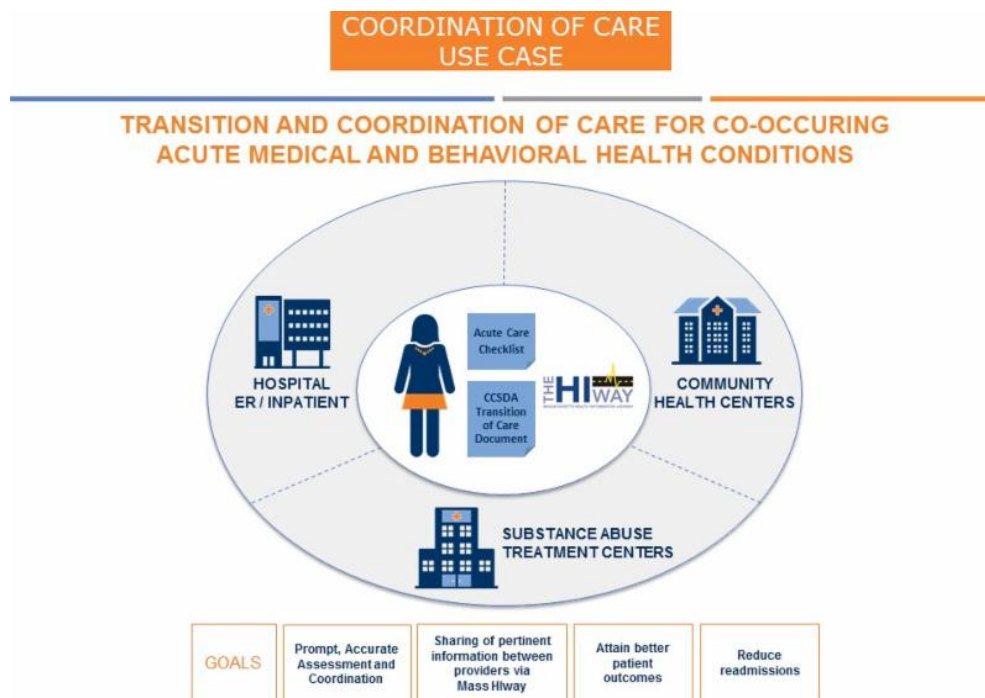 COORDINATION OF CARE
USE CASE
TRANSITION AND COORDINATION OF CARE FOR CO-OCCURING
ACUTE MEDICAL AND BEHAVIORAL HEALTH CONDITIONS
HOSPITAL
ER / INPATIENT
Acute Care
Checklist
CCSDA
Transition
of Care
Document
THE
HIWAY
COMMUNITY
HEALTH CENTERS
SUBSTANCE ABUSE
TREATMENT CENTERS
GOALS
Prompt, Accurate
Assessment and
Coordination
Sharing of pertinent
information between
providers via
Mass HIway
Attain better
patient
outcomes
Reduce
readmissions